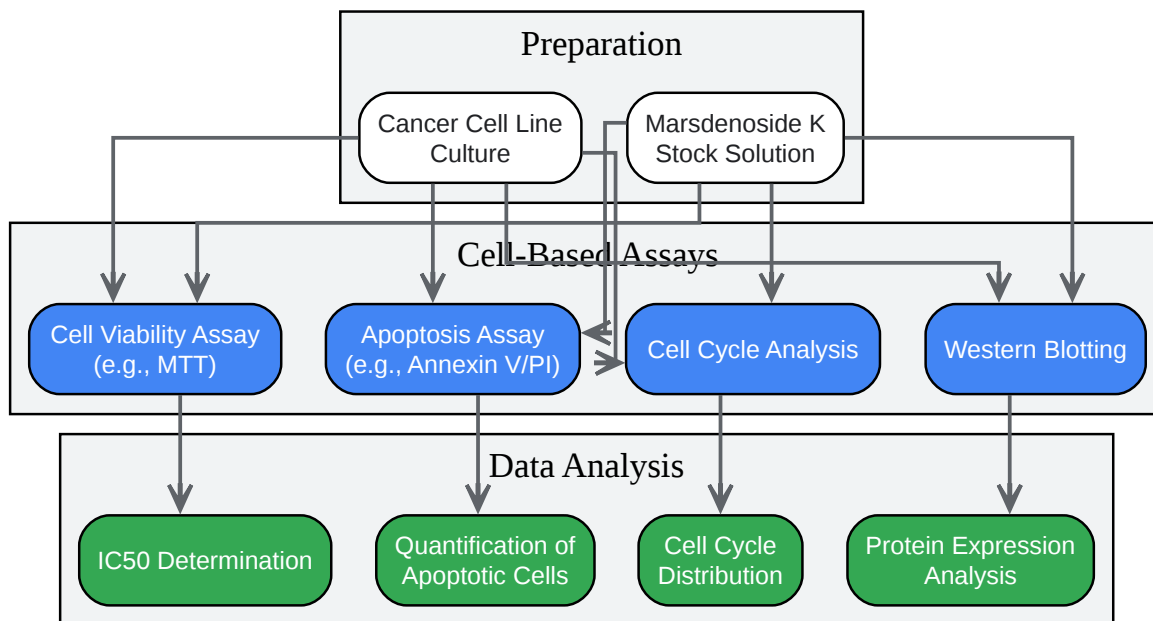 Preparation
Cancer Cell Line
Culture
Marsdenoside K
Stock Solution
Cell-Based Assays
Cell Viability Assay
(e.g., MTT)
Apoptosis Assay
(e.g., Annexin V/PI)
Cell Cycle Analysis
Western Blotting
Data Analysis
IC50 Determination
Quantification of
Apoptotic Cells
Cell Cycle
Distribution
Protein Expression
Analysis